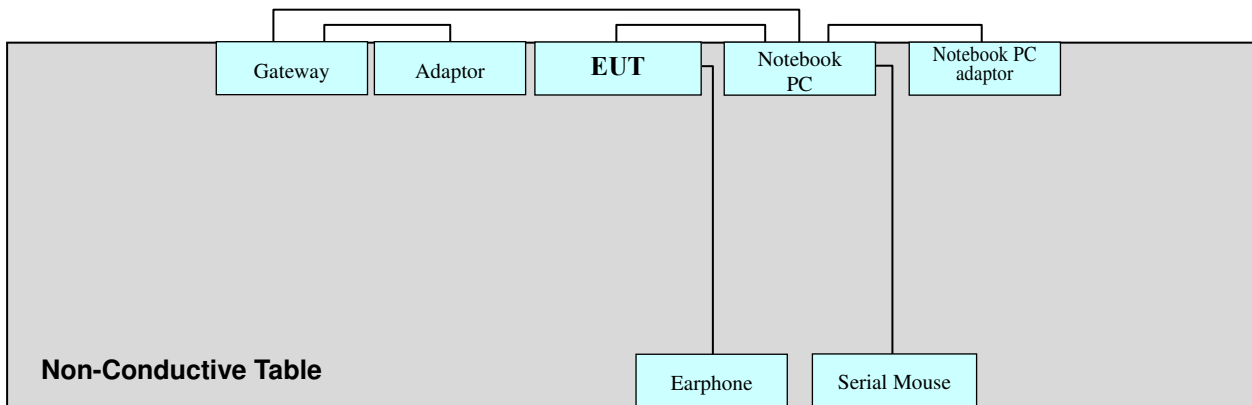 Gateway
Adaptor
EUT
Notebook
PC
Notebook PC
adaptor
Non-Conductive Table
Earphone
Serial Mouse